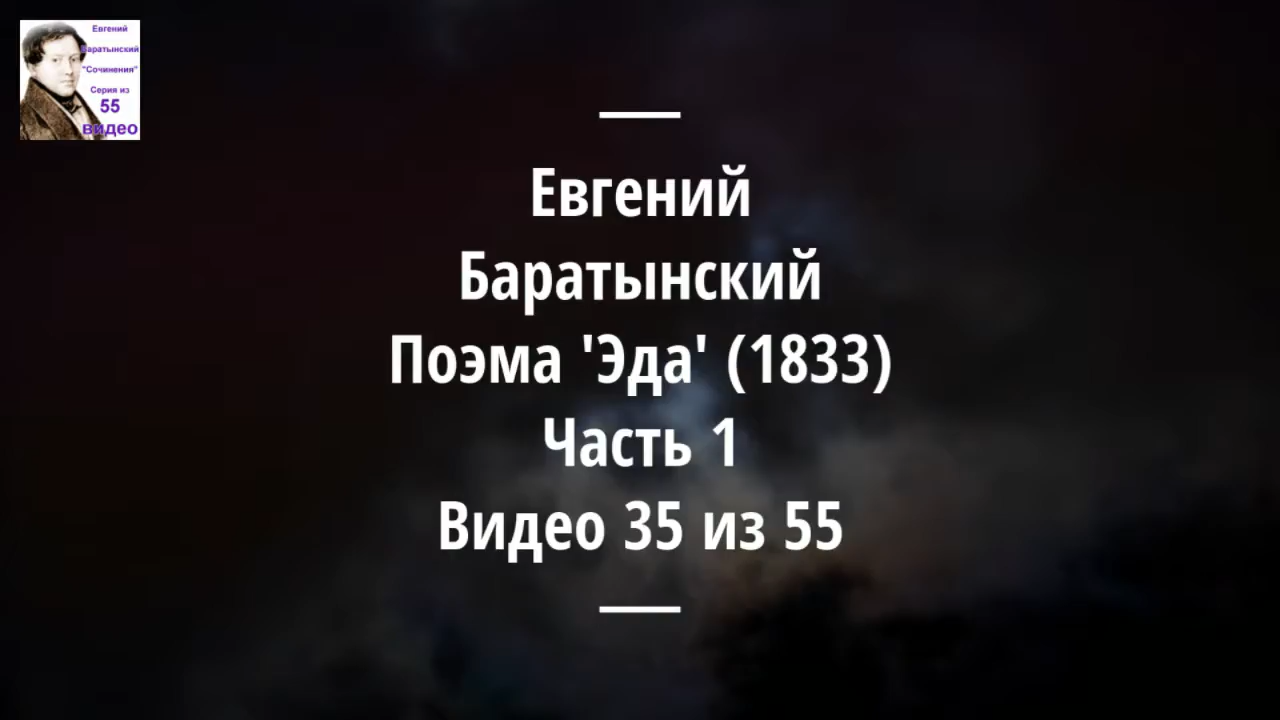 Евгений
Баратынский
"Сочинения"
Серия из
55
видео
Евгений
Баратынский
Поэма 'Эда' (1833)
Часть 1
Видео 35 из 55